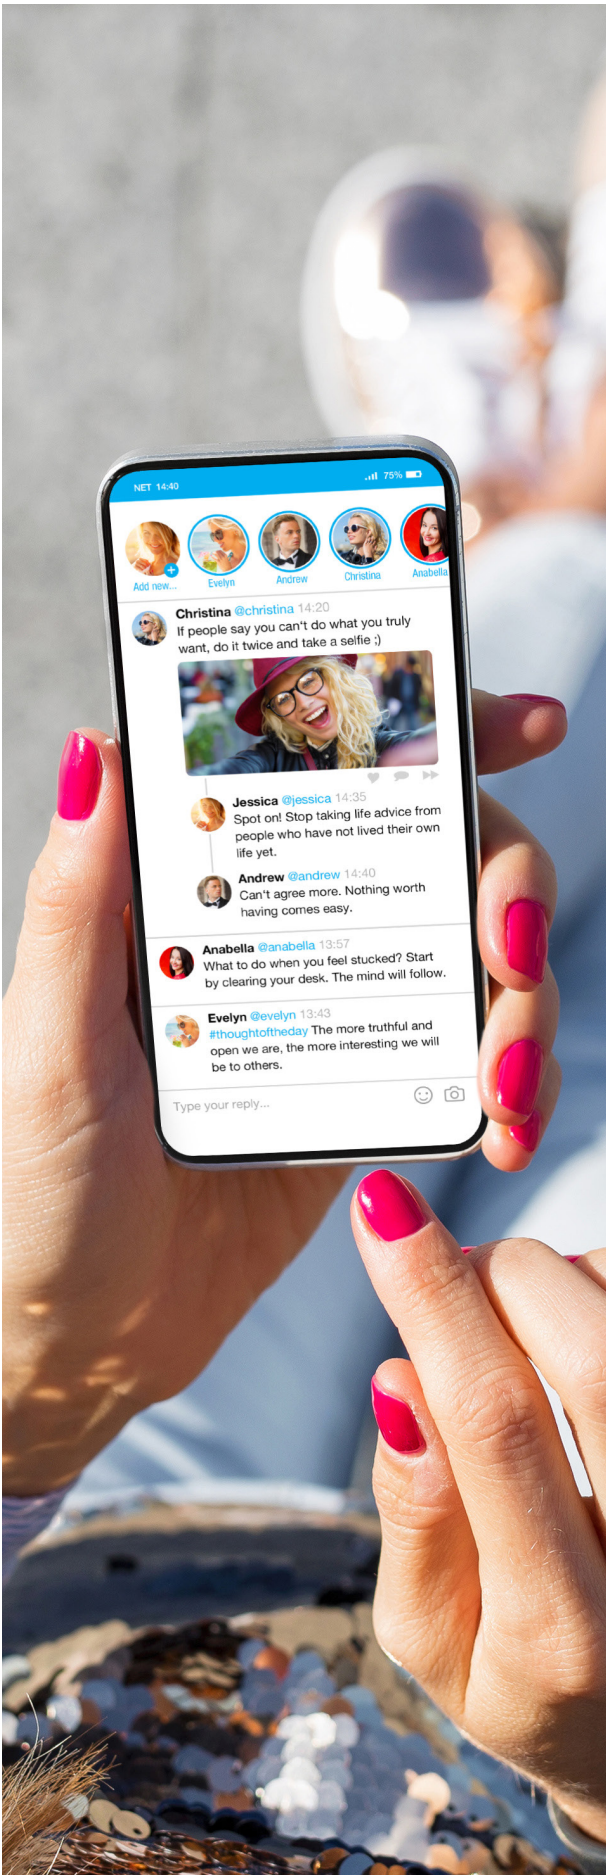 NET 14:40
75%
Add new...
Evelyn
Andrew
Christina
Anabella
Christina @christina 14:20
If people say you can't do what you truly
want, do it twice and take a selfie ;)
Jessica @jessica 14:35
Spot on! Stop taking life advice from
people who have not lived their own
life yet.
Andrew @andrew 14:40
Can't agree more. Nothing worth
having comes easy.
Anabella @anabella 13:57
What to do when you feel stucked? Start
by clearing your desk. The mind will follow.
Evelyn @evelyn 13:43
#thoughtoftheday The more truthful and
open we are, the more interesting we will
be to others.
Type your reply...